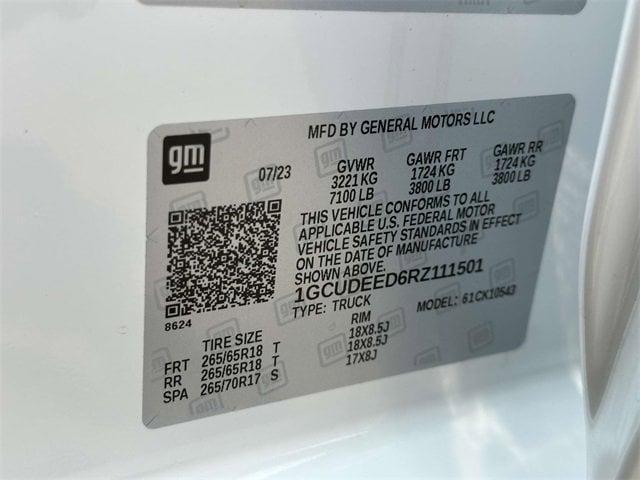 MFD BY GENERAL MOTORS LLC
gm
07/23
GVWR GAWR FRT GAWR RR
3221 KG 1724 KG 1724 KG
7100 LB 3800 LB 3800 LB
THIS VEHICLE CONFORMS TO ALL
APPLICABLE U.S. FEDERAL MOTOR
VEHICLE SAFETY STANDARDS IN EFFECT
ON THE DATE OF MANUFACTURE
SHOWN ABOVE.
1GCUDEED6RZ111501
TYPE: TRUCK MODEL: 61CK10543
8624
TIRE SIZE RIM
FRT 265/65R18 T 18X8.5J
RR 265/65R18 T 18X8.5J
SPA 265/70R17 S 17X8J